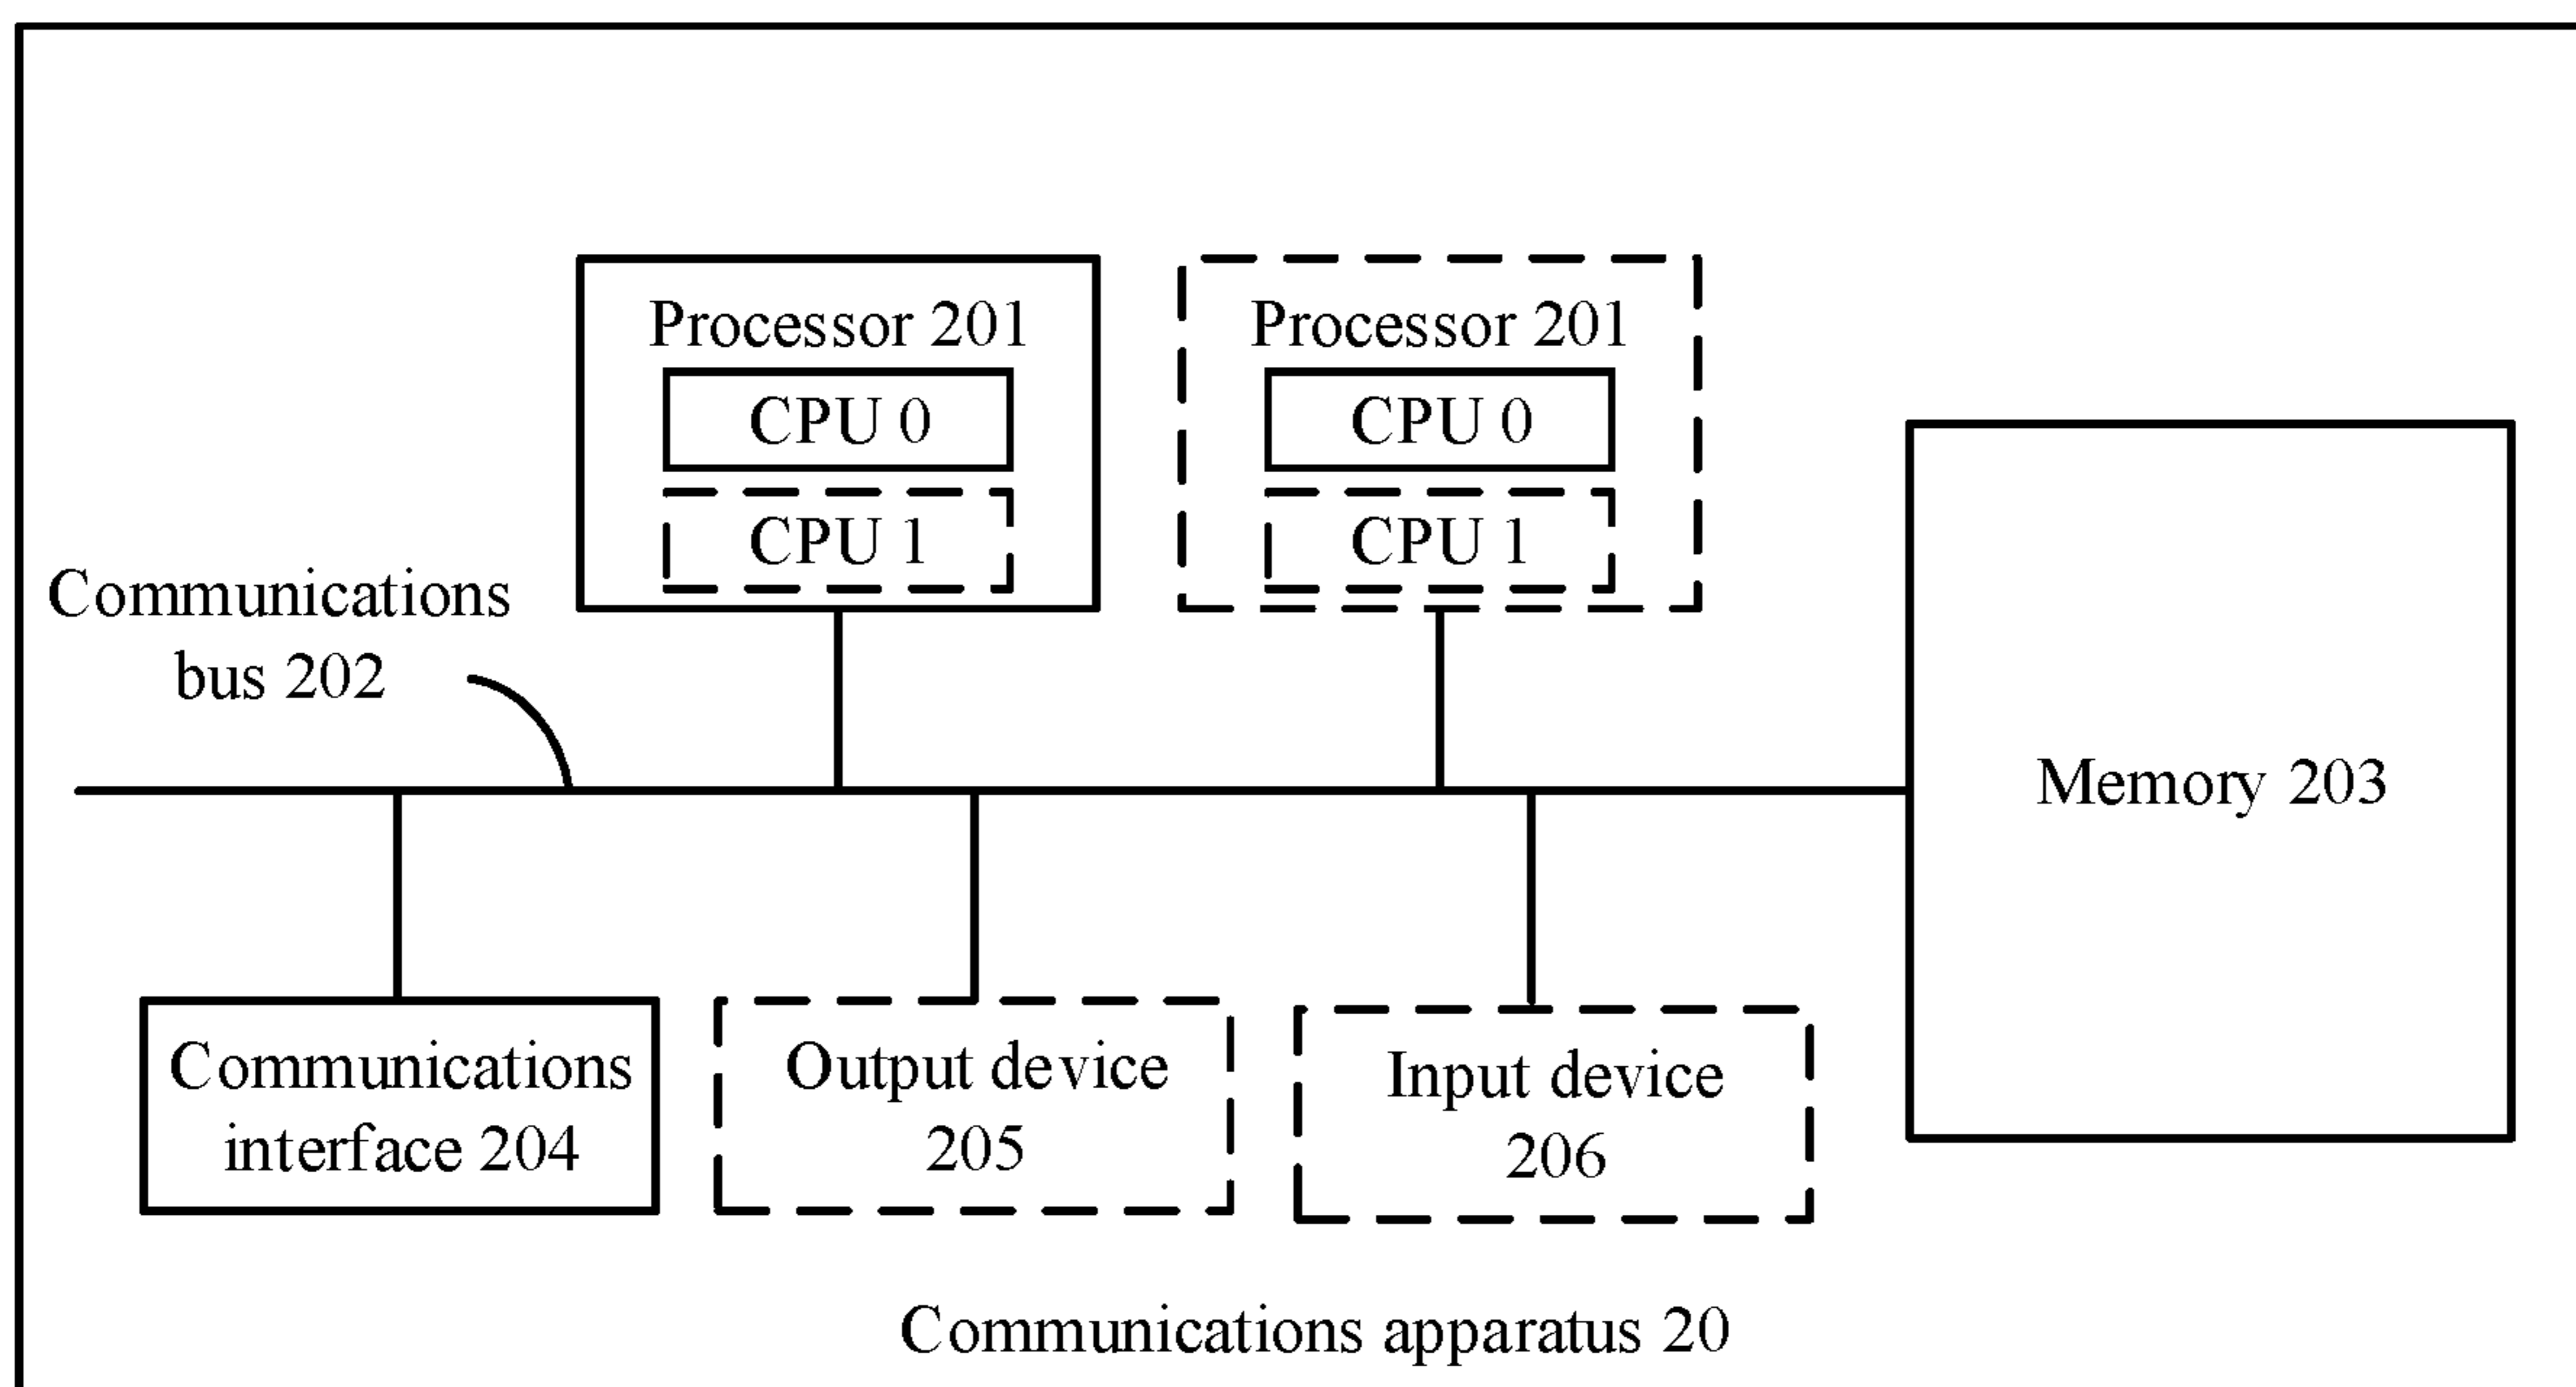 Processor 201
CPU 0
CPU 1
Processor 201
CPU 0
CPU 1
Communications
bus 202
Memory 203
Communications
interface 204
Output device
205
Input device
206
Communications apparatus 20